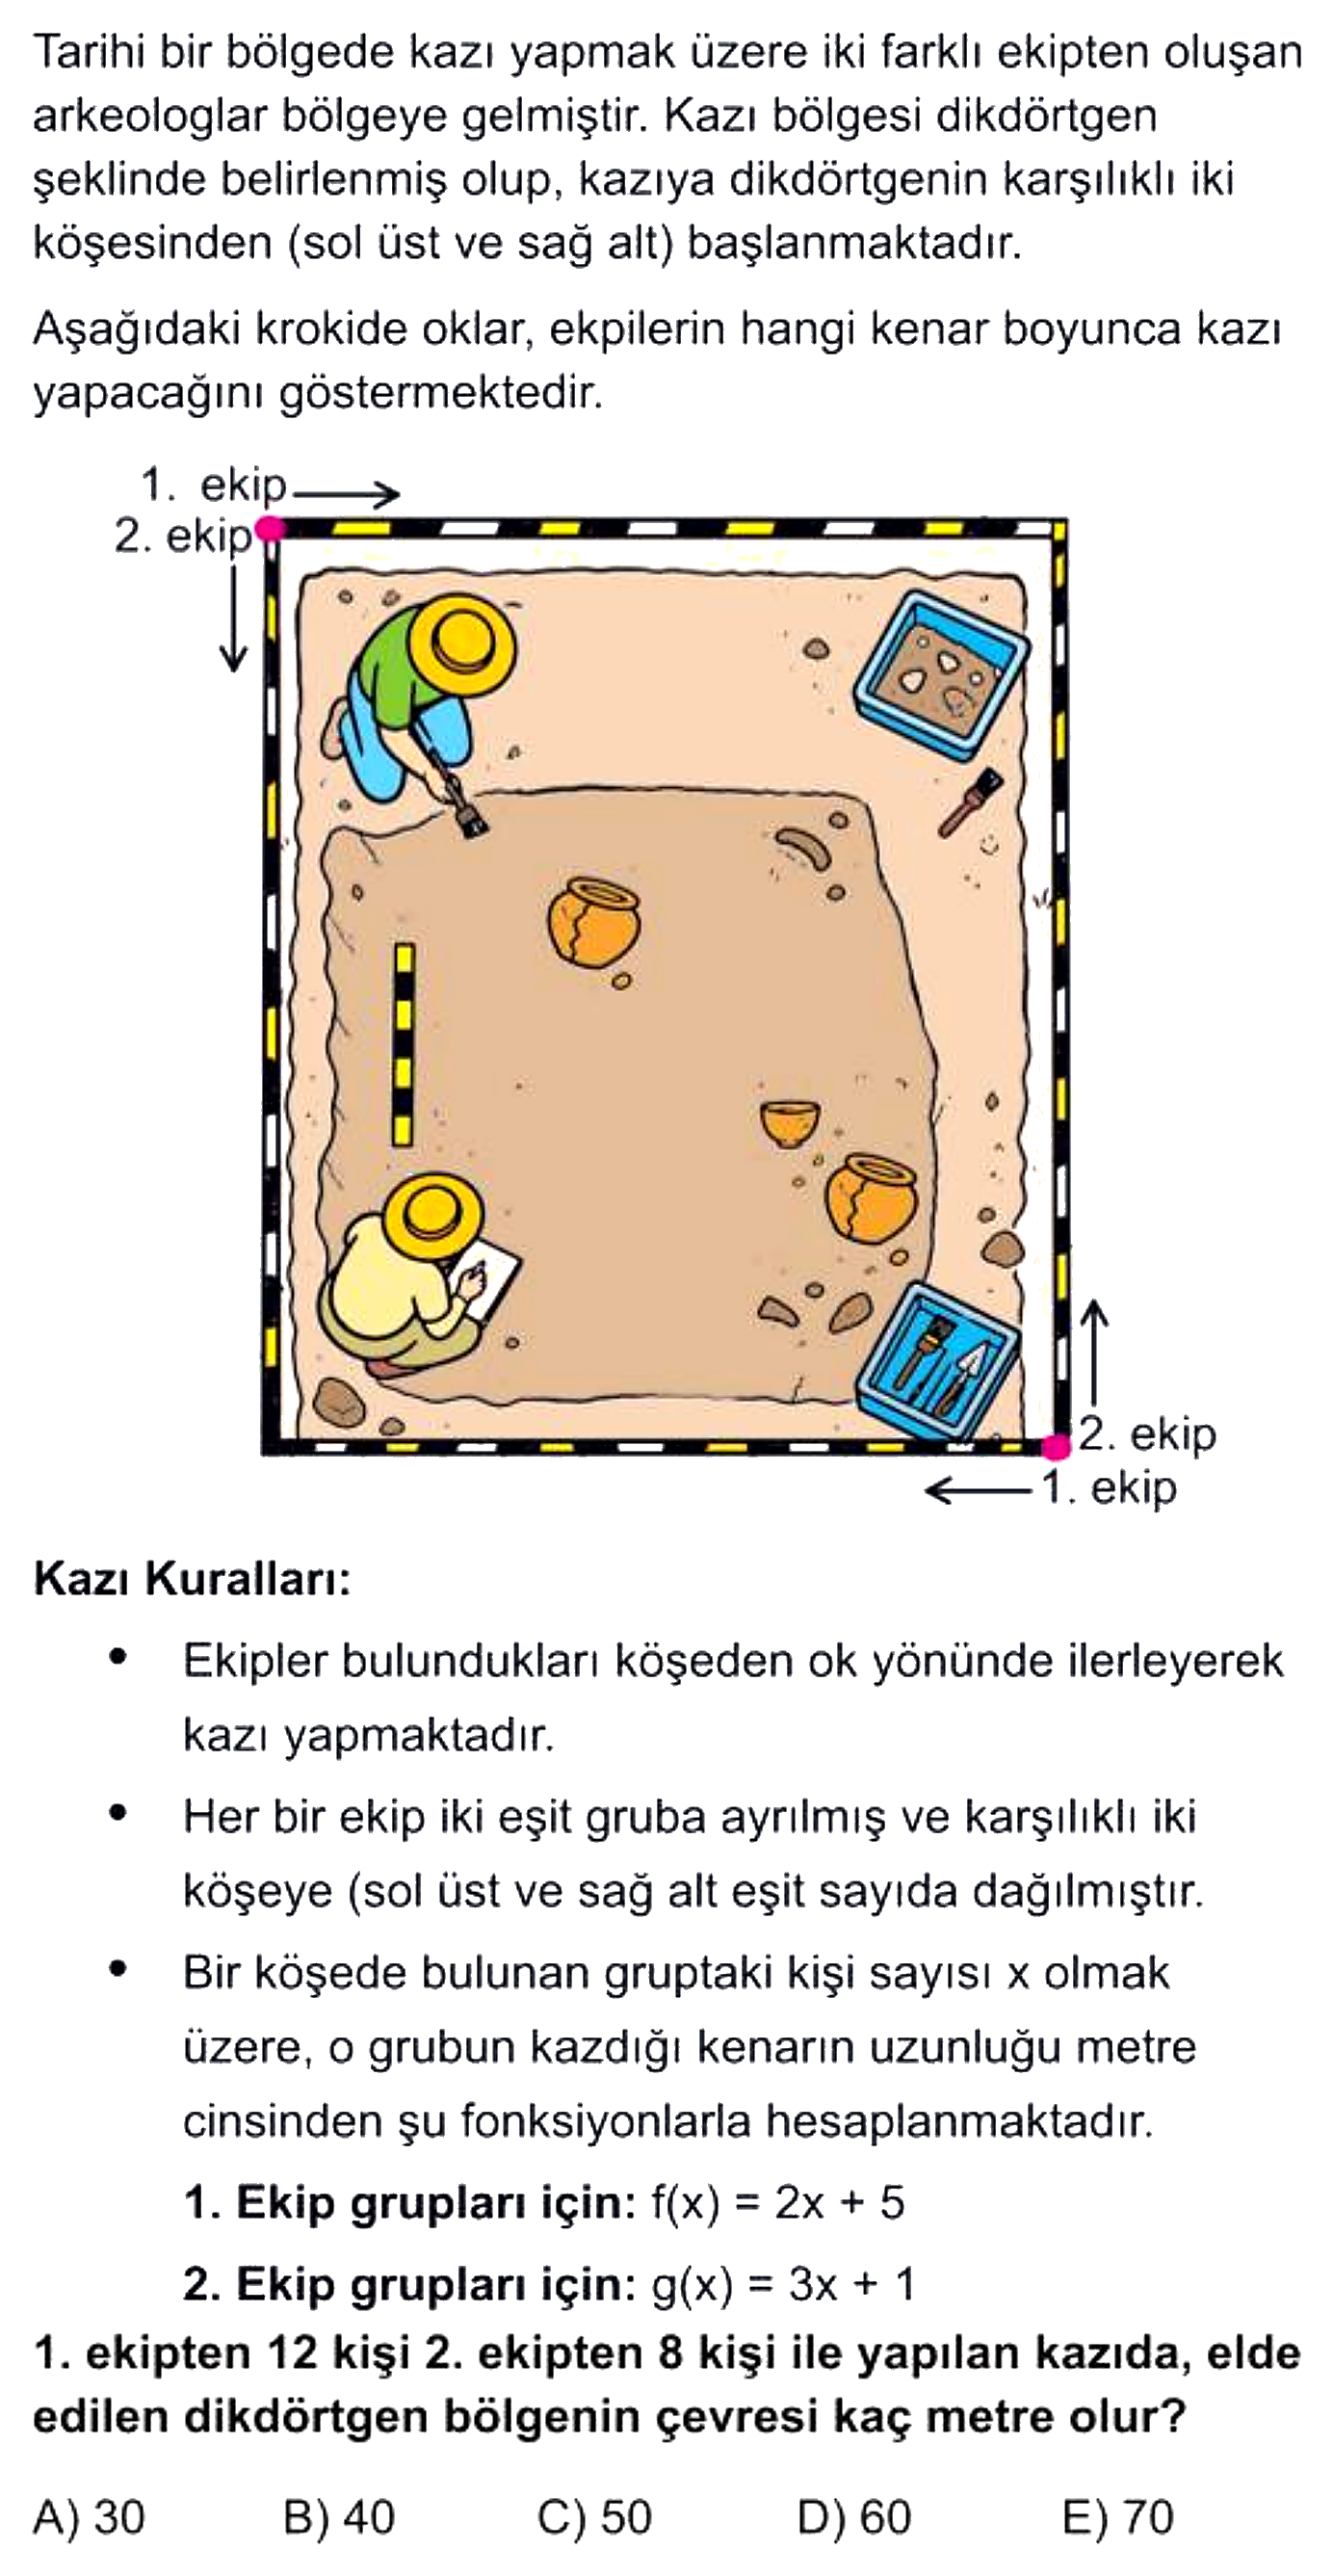 Tarihi bir bölgede kazı yapmak üzere iki farklı ekipten oluşan
arkeologlar bölgeye gelmiştir. Kazı bölgesi dikdörtgen
şeklinde belirlenmiş olup, kazıya dikdörtgenin karşılıklı iki
köşesinden (sol üst ve sağ alt) başlanmaktadır.
Aşağıdaki krokide oklar, ekpilerin hangi kenar boyunca kazı
yapacağını göstermektedir.
1. ekip
2. ekip
2. ekip
1. ekip
Kazı Kuralları:
• Ekipler bulundukları köşeden ok yönünde ilerleyerek
kazı yapmaktadır.
• Her bir ekip iki eşit gruba ayrılmış ve karşılıklı iki
köşeye (sol üst ve sağ alt eşit sayıda dağılmıştır.
• Bir köşede bulunan gruptaki kişi sayısı x olmak
üzere, o grubun kazdığı kenarın uzunluğu metre
cinsinden şu fonksiyonlarla hesaplanmaktadır.
1. Ekip grupları için: f(x) = 2x + 5
2. Ekip grupları için: g(x) = 3x + 1
1. ekipten 12 kişi 2. ekipten 8 kişi ile yapılan kazıda, elde
edilen dikdörtgen bölgenin çevresi kaç metre olur?
A) 30 B) 40 C) 50 D) 60 E) 70